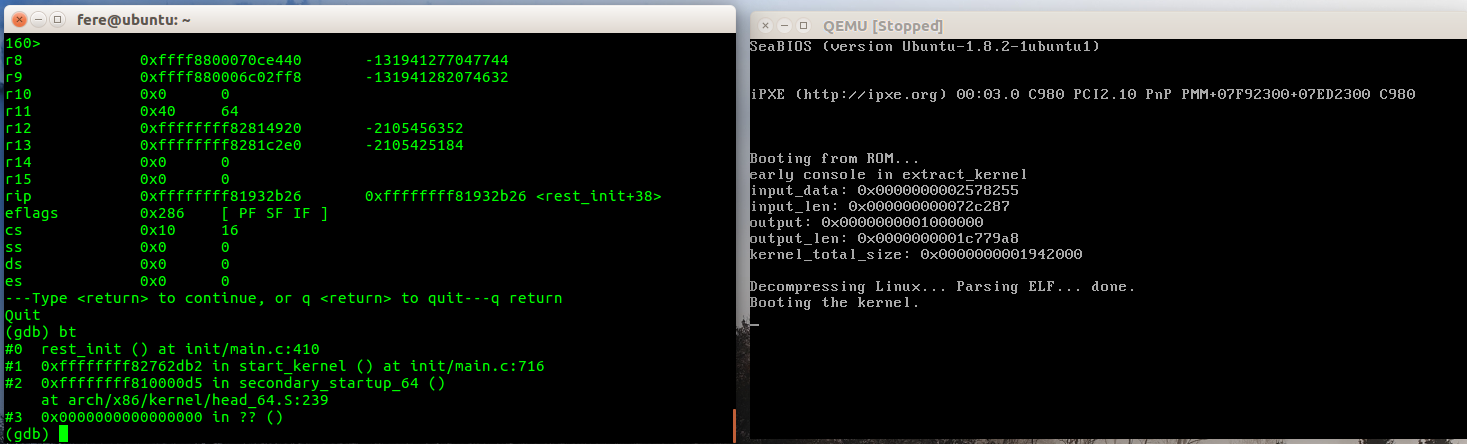 fere@ubuntu: ~
160>
r8 0xffff8800070ce440 -131941277047744
r9 0xffff880006c02ff8 -131941282074632
r10 0x0 0
r11 0x40 64
r12 0xffffffff82814920 -2105456352
r13 0xffffffff8281c2e0 -2105425184
r14 0x0 0
r15 0x0 0
rip 0xffffffff81932b26 0xffffffff81932b26 <rest_init+38>
eflags 0x286 [ PF SF IF ]
cs 0x10 16
ss 0x0 0
ds 0x0 0
es 0x0 0
---Type <return> to continue, or q <return> to quit---q return
Quit
(gdb) bt
#0 rest_init () at init/main.c:410
#1 0xffffffff82762db2 in start_kernel () at init/main.c:716
#2 0xffffffff810000d5 in secondary_startup_64 ()
at arch/x86/kernel/head_64.S:239
#3 0x0000000000000000 in ?? ()
(gdb)
QEMU [Stopped]
SeaBIOS (version Ubuntu-1.8.2-1ubuntu1)
iPXE (http://ipxe.org) 00:03.0 C980 PCI2.10 PnP PMM+07F92300+07ED2300 C980
Booting from ROM...
early console in extract_kernel
input_data: 0x0000000002578255
input_len: 0x000000000072c287
output: 0x0000000001000000
output_len: 0x0000000001c779a8
kernel_total_size: 0x0000000001942000
Decompressing Linux... Parsing ELF... done.
Booting the kernel.